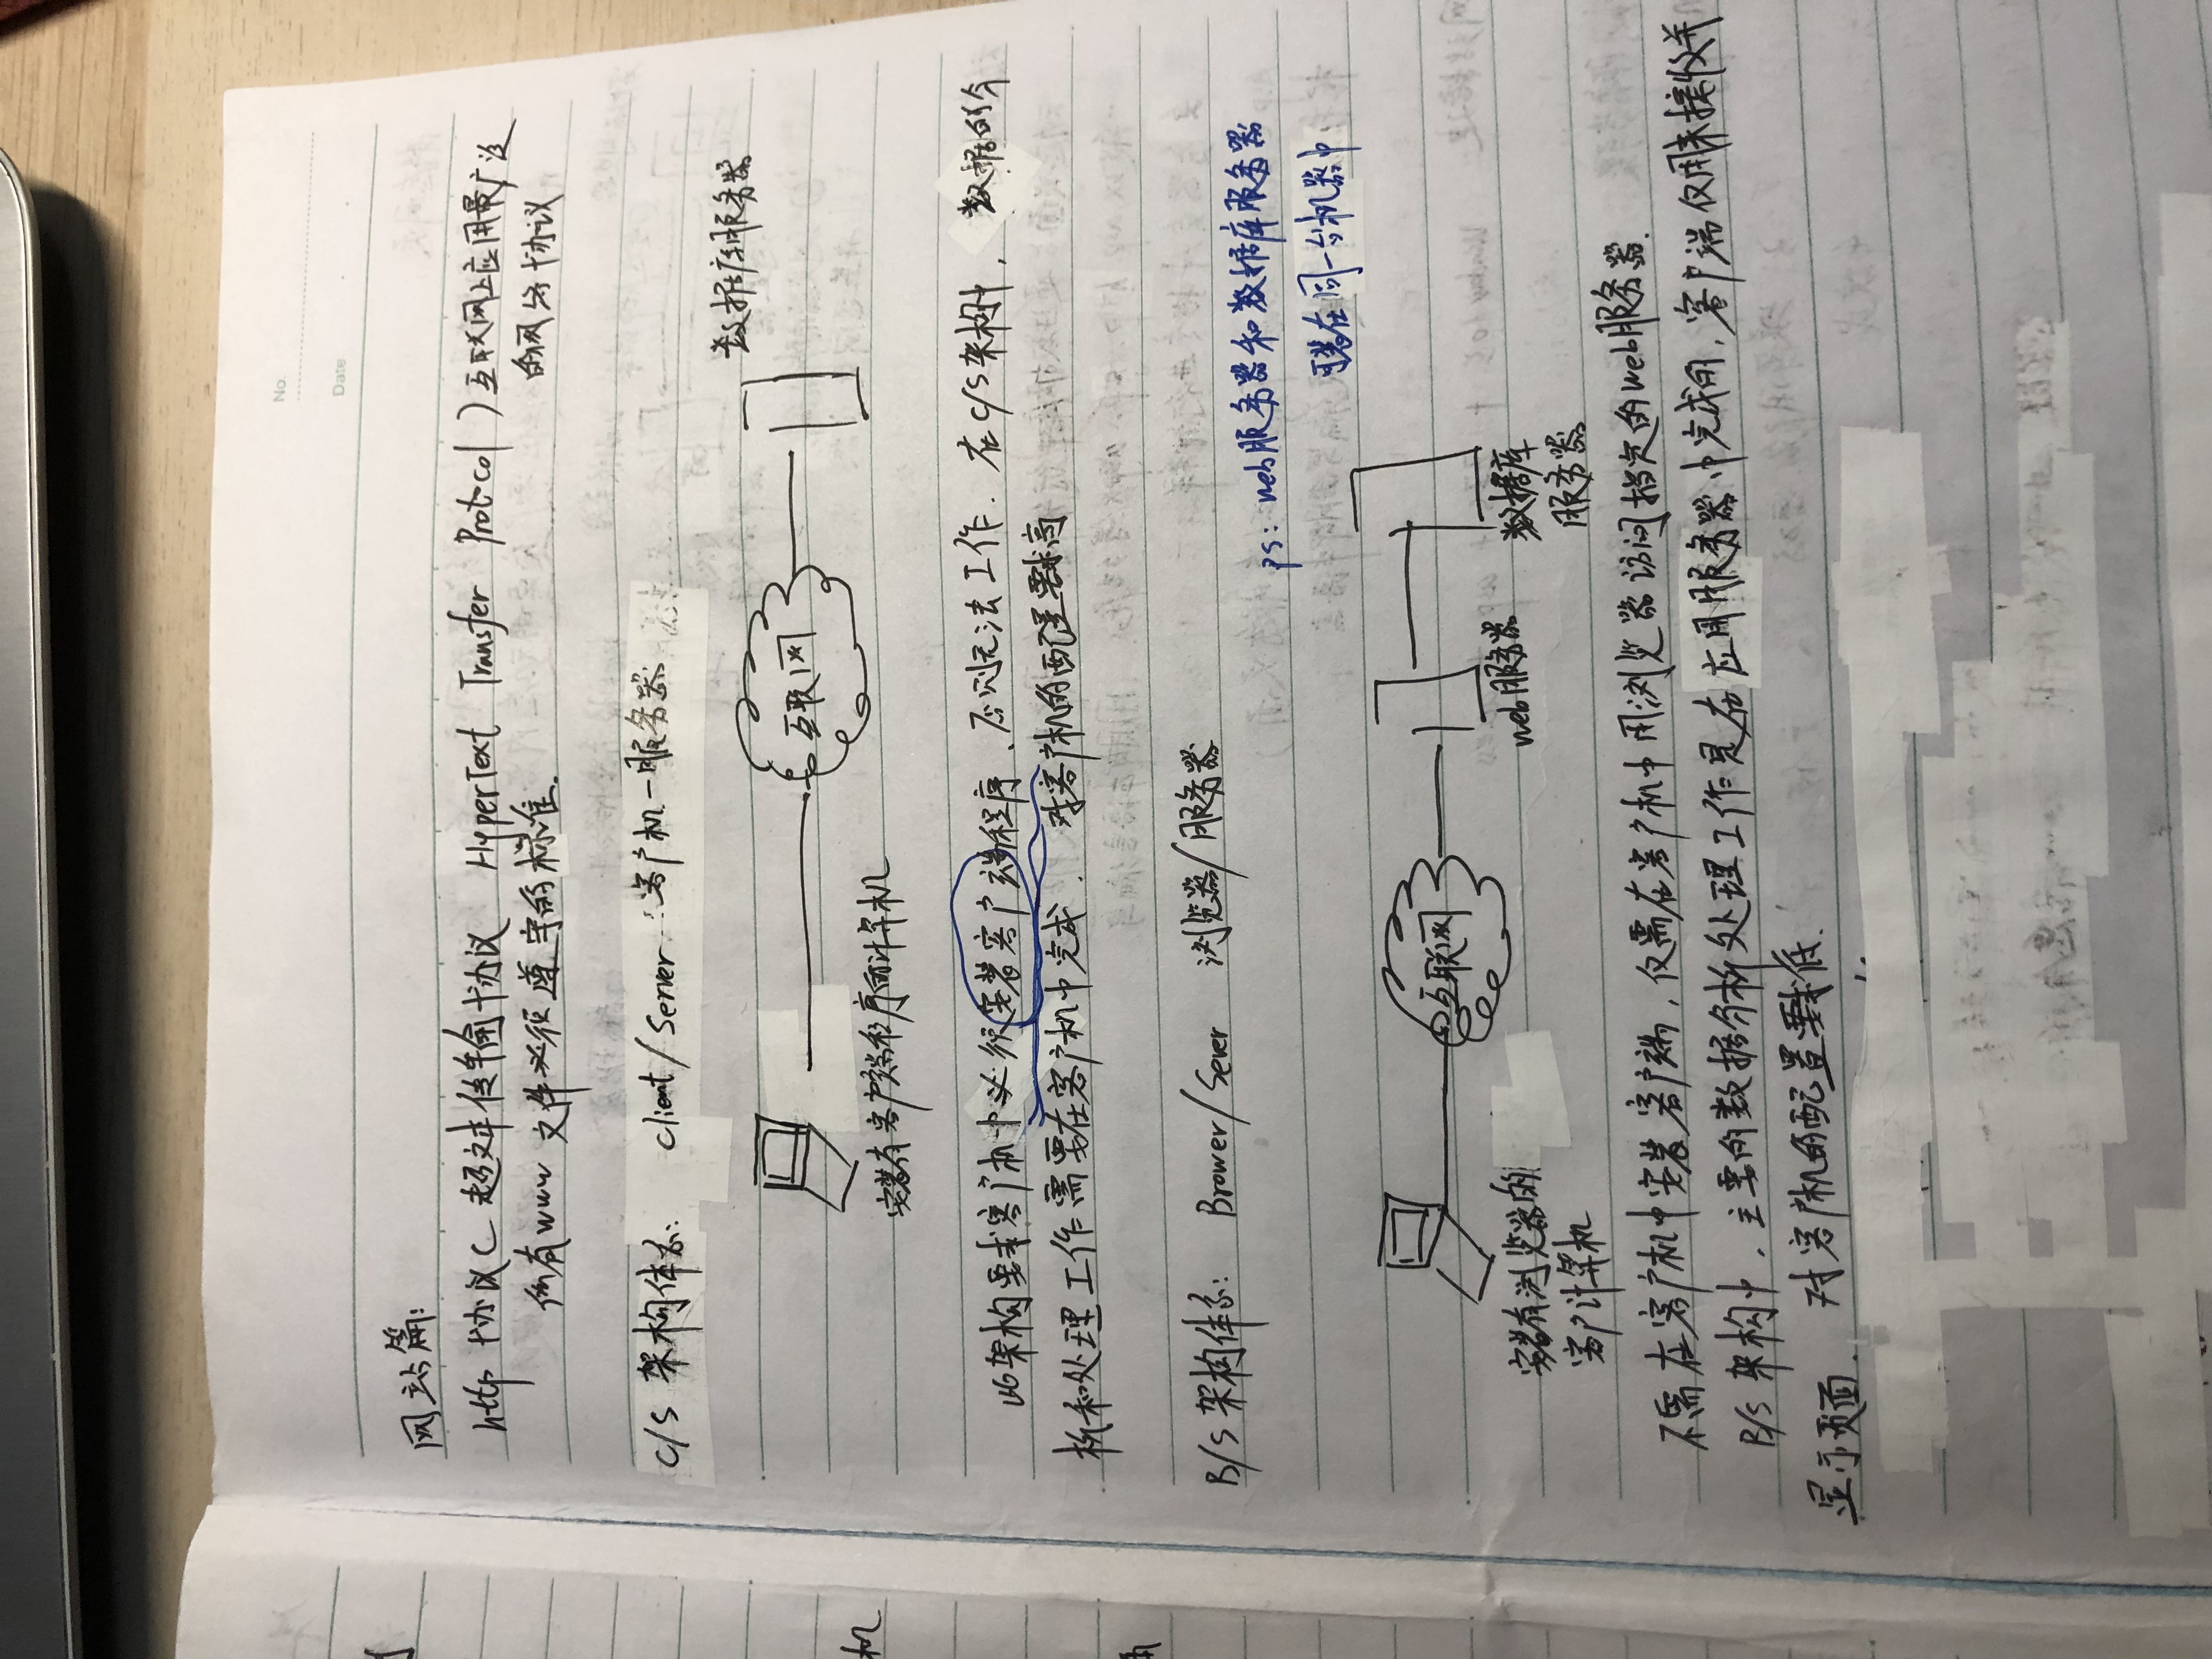 No.
Date
网站篇:
http 协议 ( 超文本传输协议 HyperText Transfer Protocol ) 互联网上应用最广泛
的网络协议
所有www 文件必须遵守的标准.
C/S 架构体系: Client/Server 客户机-服务器
数据库服务器
互联网
安装有客户端程序的计算机
此架构要求客户机中必须安装客户端程序, 否则无法工作. 在C/S架构中, 数据的分
析和处理工作需要在客户机中完成. 对客户机的配置要求高
B/S 架构体系: Brower/Sever 浏览器/服务器
ps: web服务器和数据库服务器
可装在同一台机器中
互联网
web服务器
数据库
服务器
安装有浏览器的
客户计算机
不需在客户机中安装客户端, 仅需在客户机中用浏览器访问指定的web服务器.
B/S 架构中, 主要的数据分析处理工作是在应用服务器中完成的, 客户端仅用来接收并
显示页面. 对客户机的配置要求低.
机